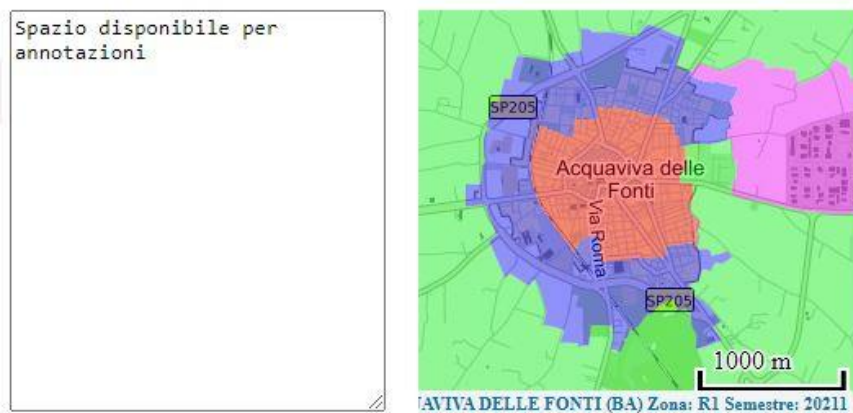 Spazio disponibile per
annotazioni
SP205
Acquaviva delle
Fonti
Via Roma
SP205
1000 m
DELLE FONTI (BA) Zona: R1 Semestre: 20211